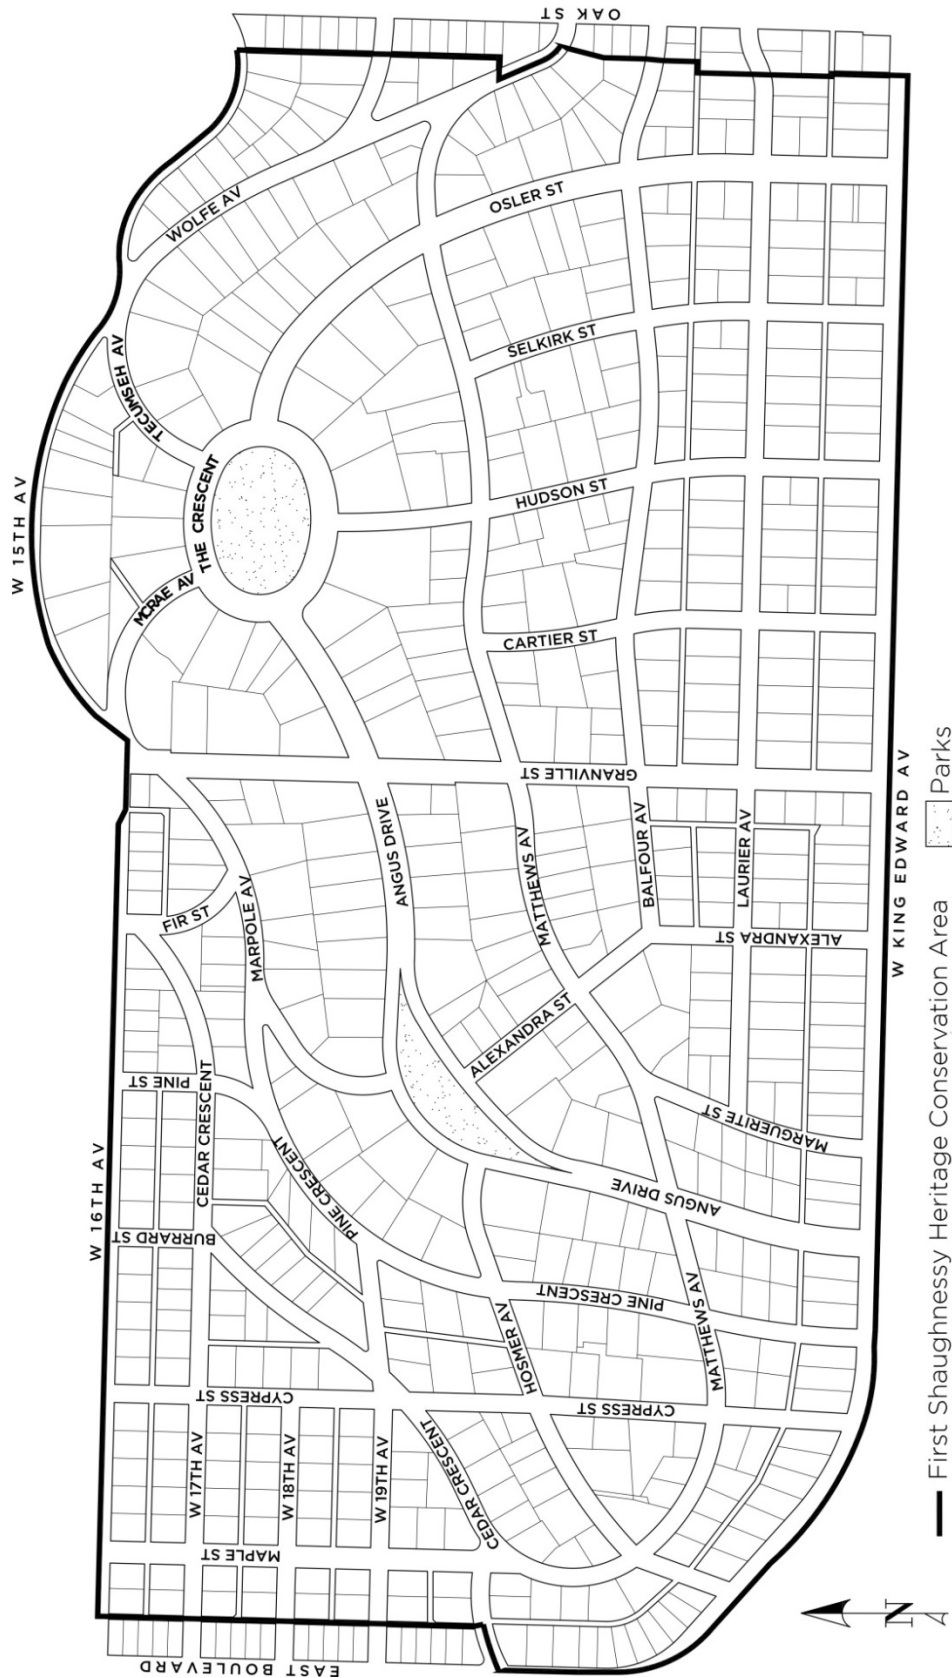 W 15TH AV
W 16TH AV
OAK ST
WOLFE AV
TECUMSEH AV
THE CRESCENT
MCRAE AV
OSLER ST
SELKIRK ST
HUDSON ST
CARTIER ST
GRANVILLE ST
ANGUS DRIVE
MARPOLE AV
FIR ST
MATTHEWS AV
BALFOUR AV
LAURIER AV
ALEXANDRA ST
ALEXANDRA ST
PINE ST
CEDAR CRESCENT
PINE CRESCENT
BURRARD ST
MARGUERITE ST
ANGUS DRIVE
PINE CRESCENT
HOSMER AV
MATTHEWS AV
CYPRESS ST
CYPRESS ST
W 17TH AV
W 18TH AV
W 19TH AV
CEDAR CRESCENT
MAPLE ST
EAST BOULEVARD
W KING EDWARD AV
N
First Shaughnessy Heritage Conservation Area
Parks